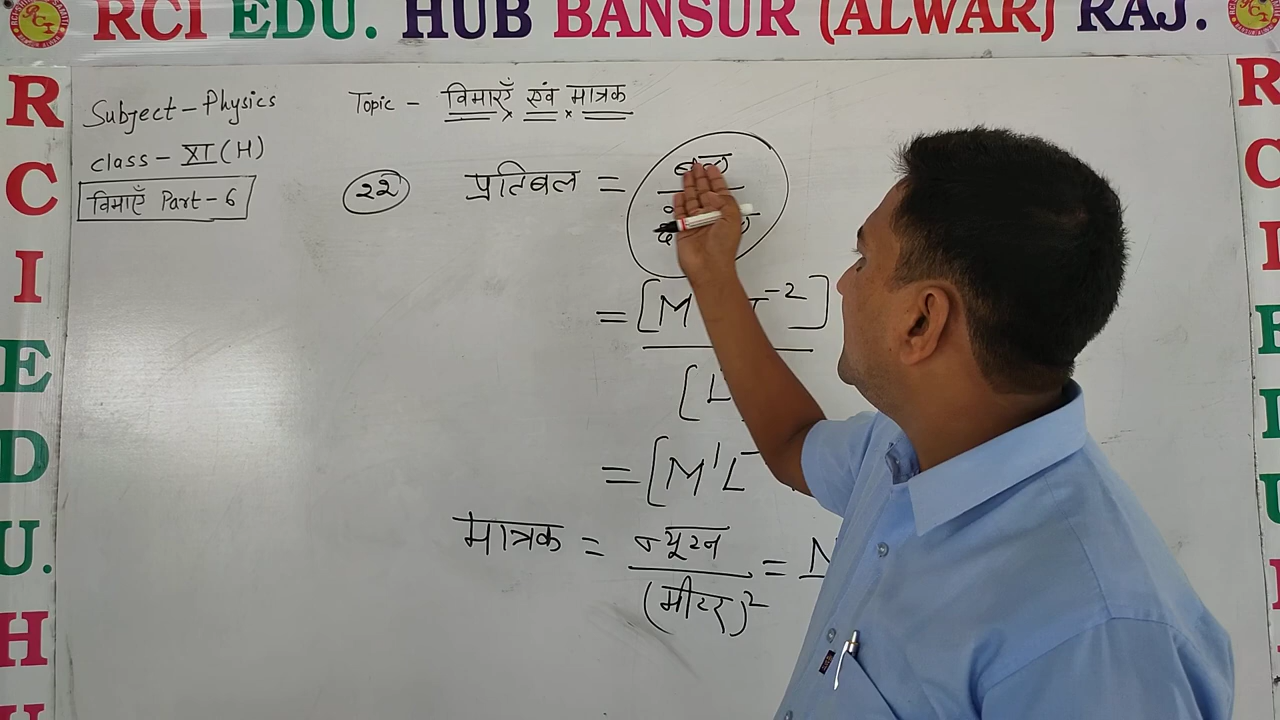 RCI EDU. HUB BANSUR (ALWAR) RAJ.
R C I E D U. H
R C I E D U
Subject - Physics
Topic - विमाएँ एवं मात्रक
class - XI (H)
विमाएँ Part - 6
22 प्रतिबल = बल
= [M T⁻²]
[L
= [M¹L⁻
मात्रक = न्यूटन / (मीटर)² = N